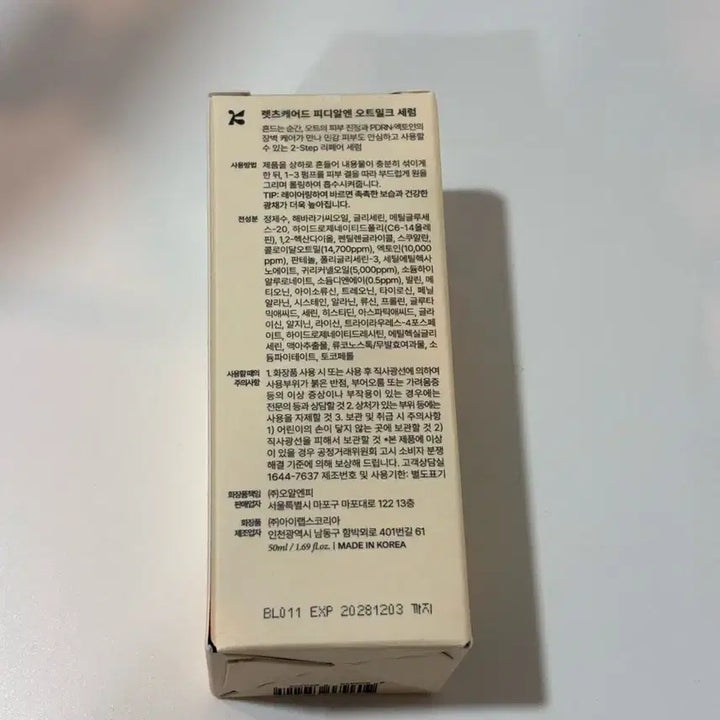 렛츠케어드 피디알엔 오트밀크 세럼
흔드는 순간, 오트의 피부 진정과 PDRN·액토인의
장벽 케어가 만나 민감 피부도 안심하고 사용할
수 있는 2-Step 리페어 세럼
사용방법 제품을 상하로 흔들어 내용물이 충분히 섞이게
한 뒤, 1~3 펌프를 피부 결을 따라 부드럽게 원을
그리며 롤링하여 흡수시켜줍니다.
TIP: 레이어링하여 바르면 촉촉한 보습과 건강한
광채가 더욱 높아집니다.
전성분 정제수, 해바라기씨오일, 글리세린, 메틸글루세
스-20, 하이드로제네이티드폴리(C6-14올레
핀), 1,2-헥산다이올, 펜틸렌글라이콜, 스쿠알란,
콜로이달오트밀(14,700ppm), 엑토인(10,000
ppm), 판테놀, 폴리글리세린-3, 세틸에틸헥사
노에이트, 귀리커넬오일(5,000ppm), 소듐하이
알루로네이트, 소듐디엔에이(0.5ppm), 발린, 메
티오닌, 아이소류신, 트레오닌, 타이로신, 페닐
알라닌, 시스테인, 알라닌, 류신, 프롤린, 글루타
믹애씨드, 세린, 히스티딘, 아스파틱애씨드, 글라
이신, 알지닌, 라이신, 트라이라우레스-4포스페
이트, 하이드로제네이티드레시틴, 에틸헥실글리
세린, 맥아추출물, 류코노스톡/무발효여과물, 소
듐파이테이트, 토코페롤
사용할 때의 1. 화장품 사용 시 또는 사용 후 직사광선에 의하여
주의사항 사용부위가 붉은 반점, 부어오름 또는 가려움증
등의 이상 증상이나 부작용이 있는 경우에는
전문의 등과 상담할 것 2. 상처가 있는 부위 등에는
사용을 자제할 것 3. 보관 및 취급 시 주의사항
1) 어린이의 손이 닿지 않는 곳에 보관할 것 2)
직사광선을 피해서 보관할 것 *본 제품에 이상
이 있을 경우 공정거래위원회 고시 소비자 분쟁
해결 기준에 의해 보상해 드립니다. 고객상담실
1644-7637 제조번호 및 사용기한: 별도표기
화장품책임 (주)오알엔피
판매업자 서울특별시 마포구 마포대로 122 13층
화장품 (주)아이랩스코리아
제조업자 인천광역시 남동구 함박외로 401번길 61
50ml / 1.69 fl.oz. | MADE IN KOREA
BL011 EXP 20281203 까지